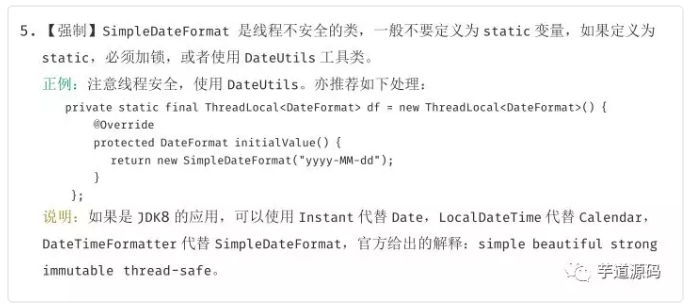 5.【强制】SimpleDateFormat 是线程不安全的类，一般不要定义为 static 变量，如果定义为
static，必须加锁，或者使用 DateUtils 工具类。
正例：注意线程安全，使用 DateUtils。亦推荐如下处理：
private static final ThreadLocal<DateFormat> df = new ThreadLocal<DateFormat>() {
@Override
protected DateFormat initialValue() {
return new SimpleDateFormat("yyyy-MM-dd");
}
};
说明：如果是 JDK8 的应用，可以使用 Instant 代替 Date，LocalDateTime 代替 Calendar，
DateTimeFormatter 代替 SimpleDateFormat，官方给出的解释：simple beautiful strong
immutable thread-safe。
芋道源码